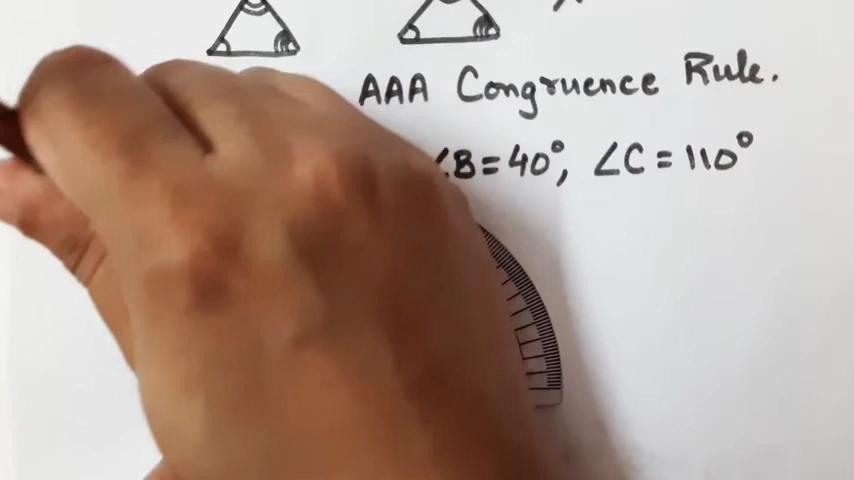 AAA Congruence Rule.
∠B = 40°, ∠C = 110°